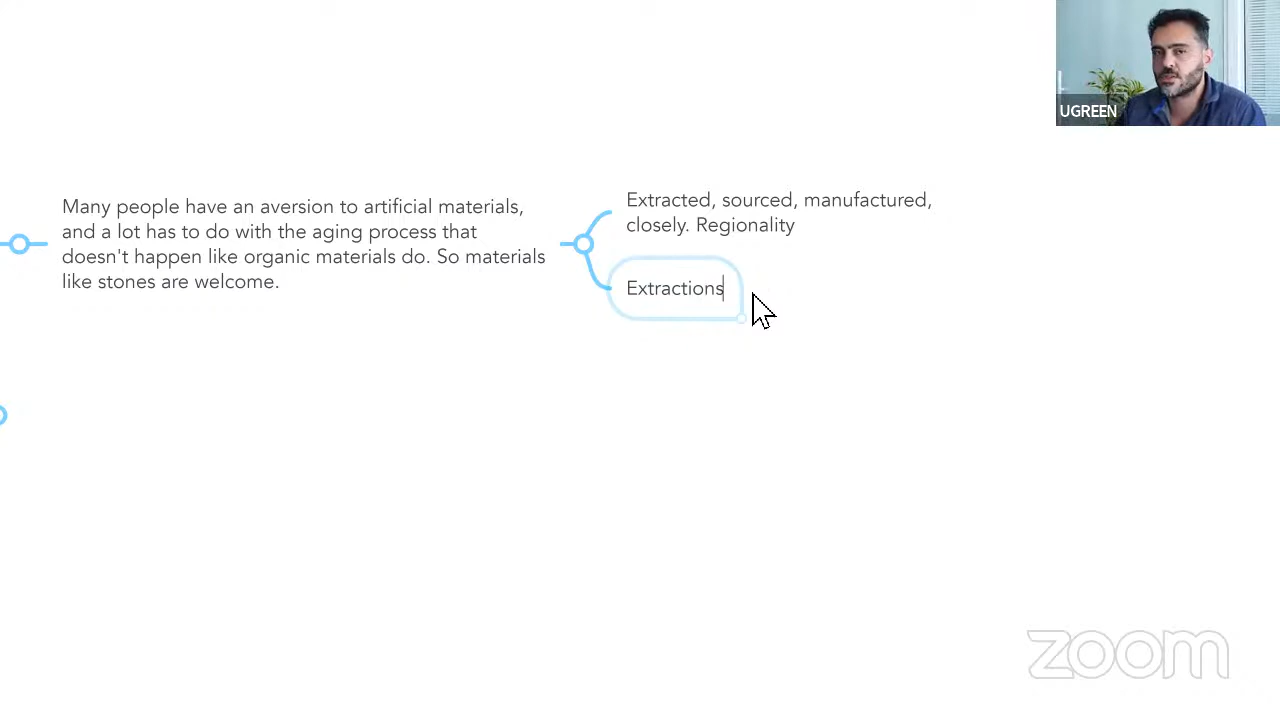 UGREEN
Many people have an aversion to artificial materials,
and a lot has to do with the aging process that
doesn't happen like organic materials do. So materials
like stones are welcome.
Extracted, sourced, manufactured,
closely. Regionality
Extractions
zoom